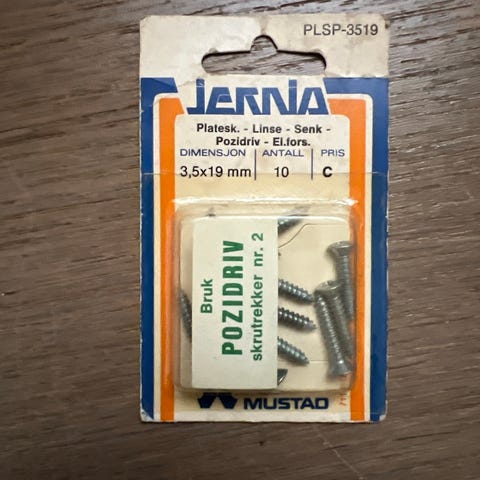 PLSP-3519
JERNIA
Platesk. - Linse - Senk -
Pozidriv - El.fors.
DIMENSJON ANTALL PRIS
3,5x19 mm 10 C
Bruk
POZIDRIV
skrutrekker nr. 2
MUSTAD